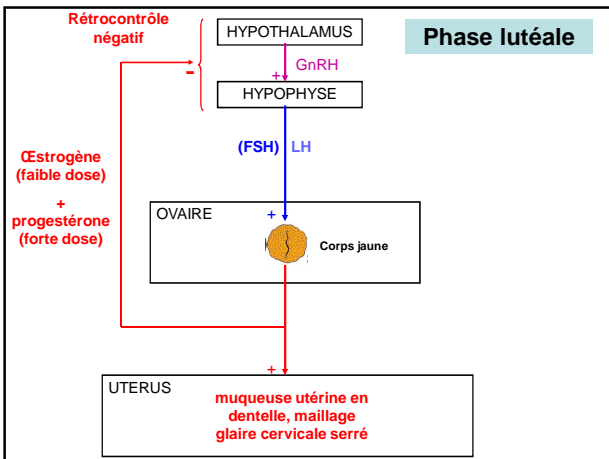 Rétrocontrôle
négatif
HYPOTHALAMUS
Phase lutéale
GnRH
+
-
HYPOPHYSE
(FSH) LH
Œstrogène
(faible dose)
+
progestérone
(forte dose)
OVAIRE
+
Corps jaune
+
UTERUS
muqueuse utérine en
dentelle, maillage
glaire cervicale serré